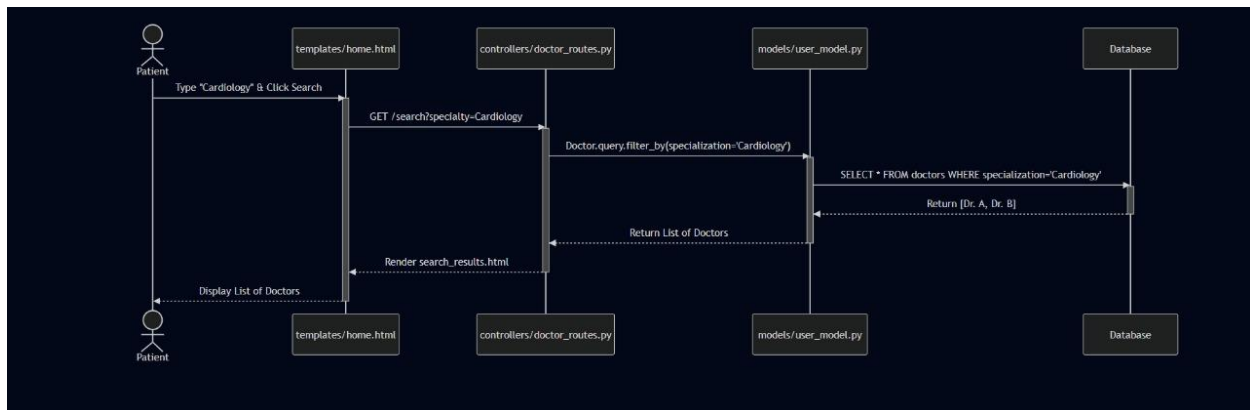 templates/home.html
controllers/doctor_routes.py
models/user_model.py
Database
Patient
Type "Cardiology" & Click Search
GET /search?specialty=Cardiology
Doctor.query.filter_by(specialization='Cardiology')
SELECT * FROM doctors WHERE specialization='Cardiology'
Return [Dr. A, Dr. B]
Return List of Doctors
Render search_results.html
Display List of Doctors
templates/home.html
controllers/doctor_routes.py
models/user_model.py
Database
Patient